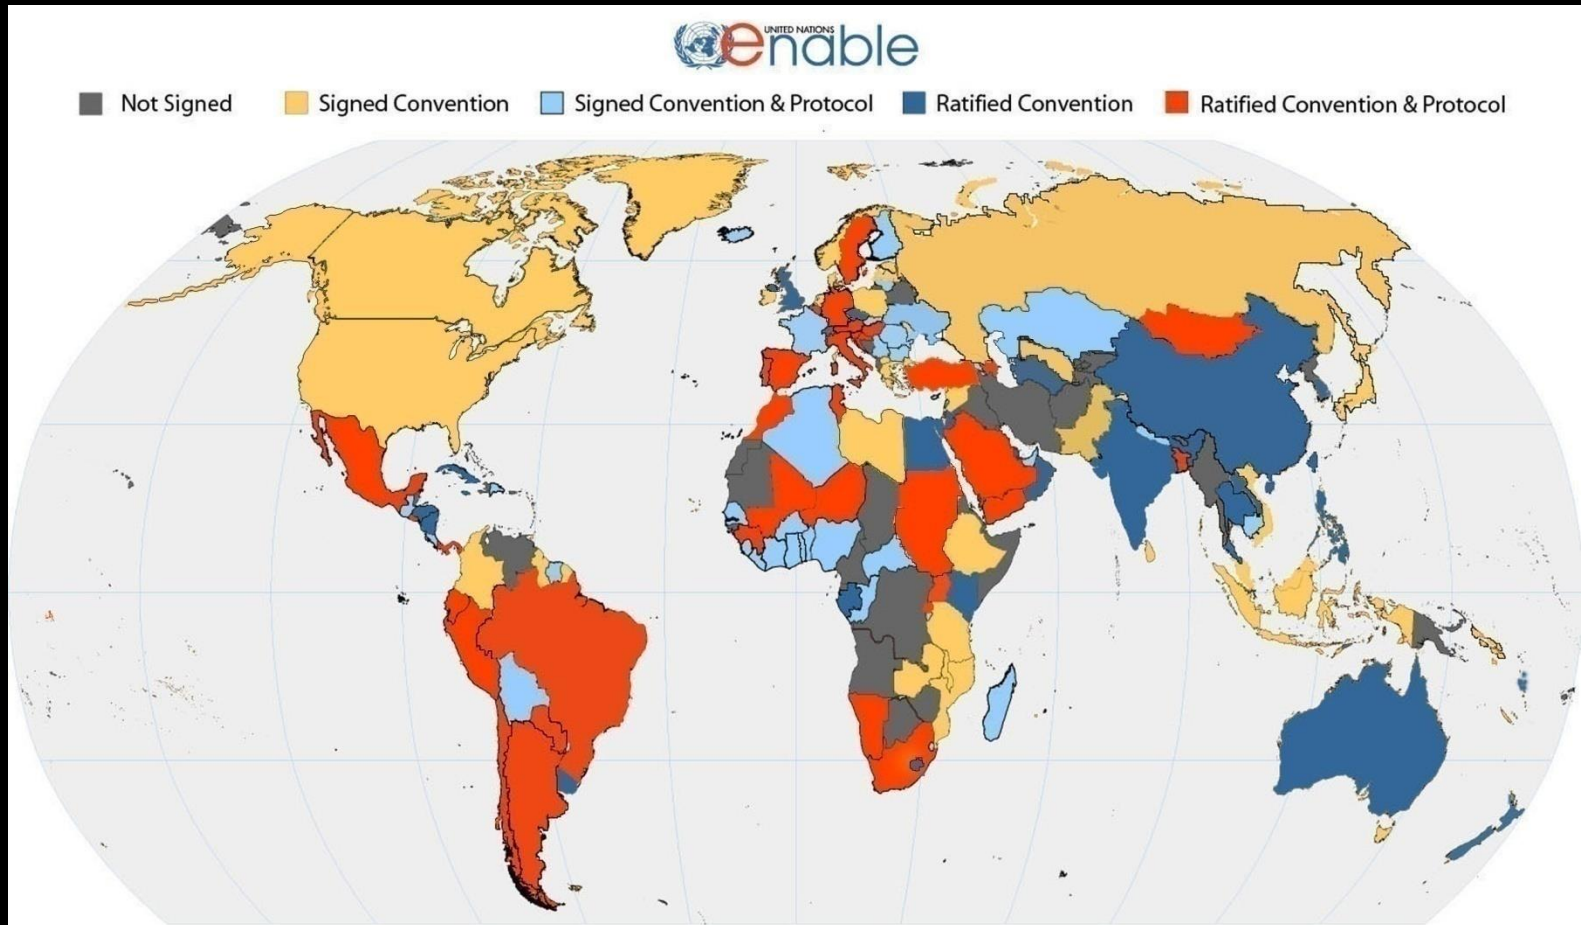 UNITED NATIONS
enable
Not Signed
Signed Convention
Signed Convention & Protocol
Ratified Convention
Ratified Convention & Protocol